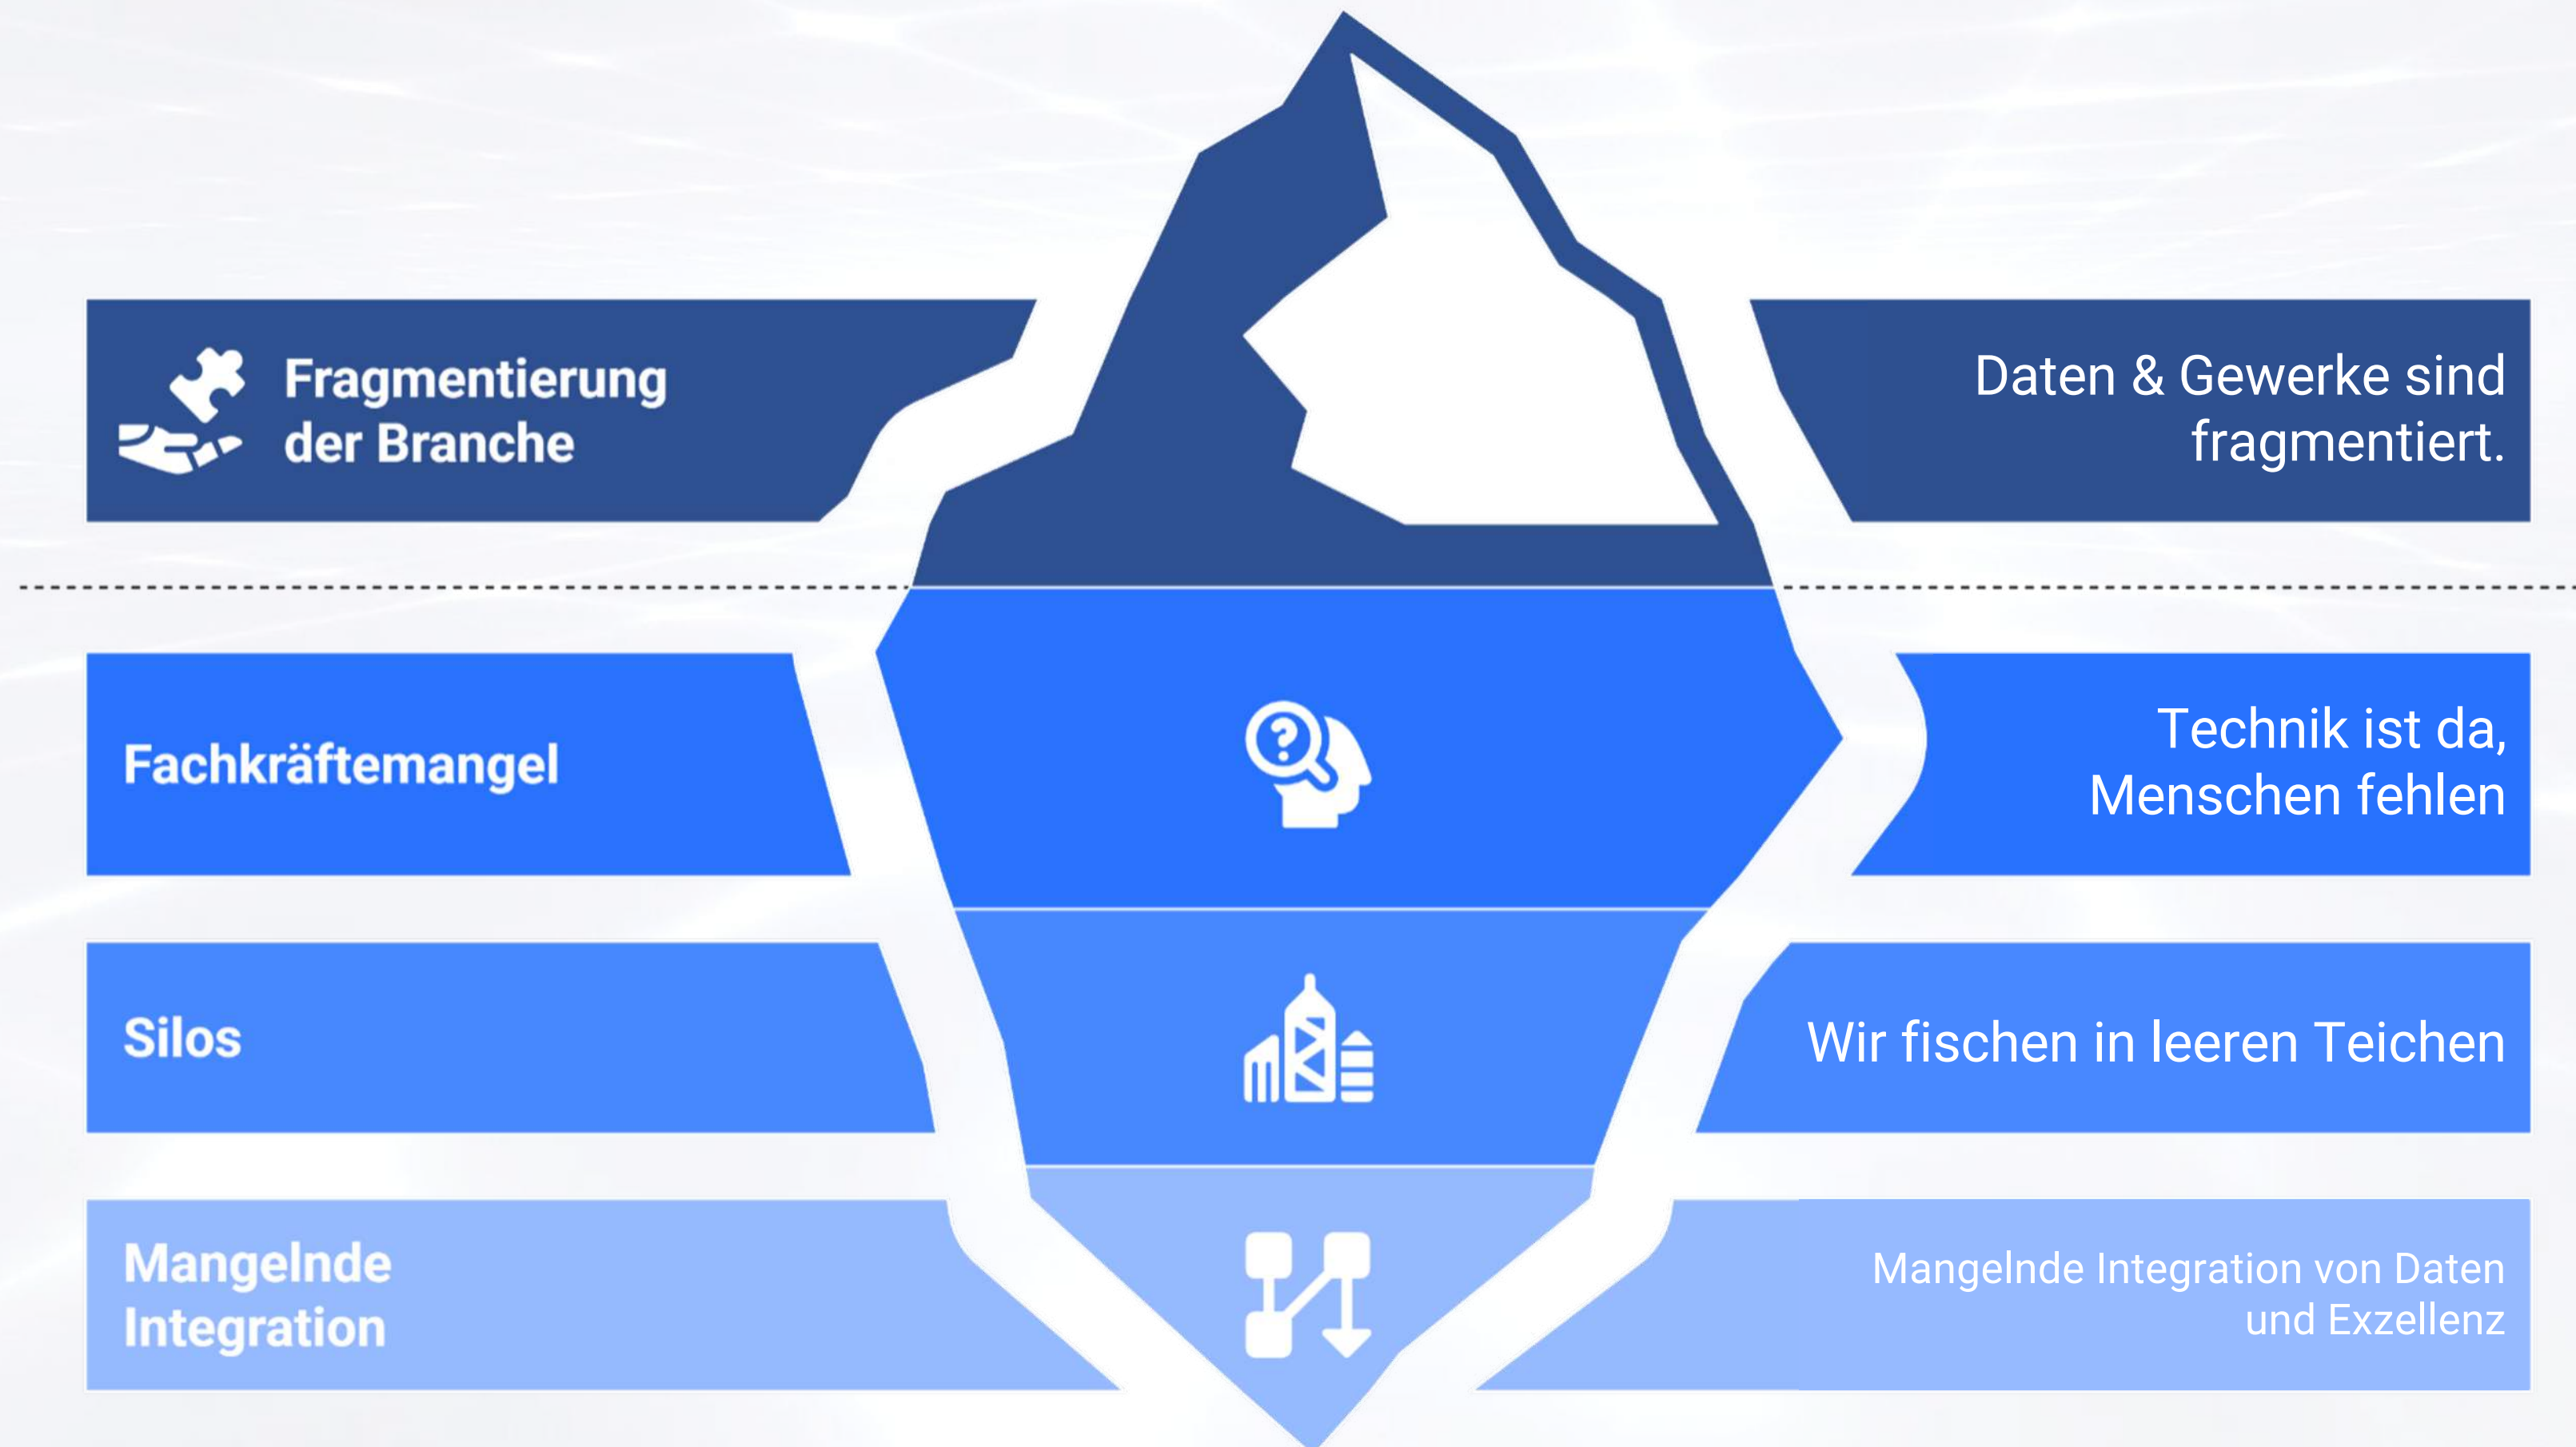 Fragmentierung
der Branche
Daten & Gewerke sind
fragmentiert.
Fachkräftemangel
Technik ist da,
Menschen fehlen
Silos
Wir fischen in leeren Teichen
Mangelnde
Integration
Mangelnde Integration von Daten
und Exzellenz